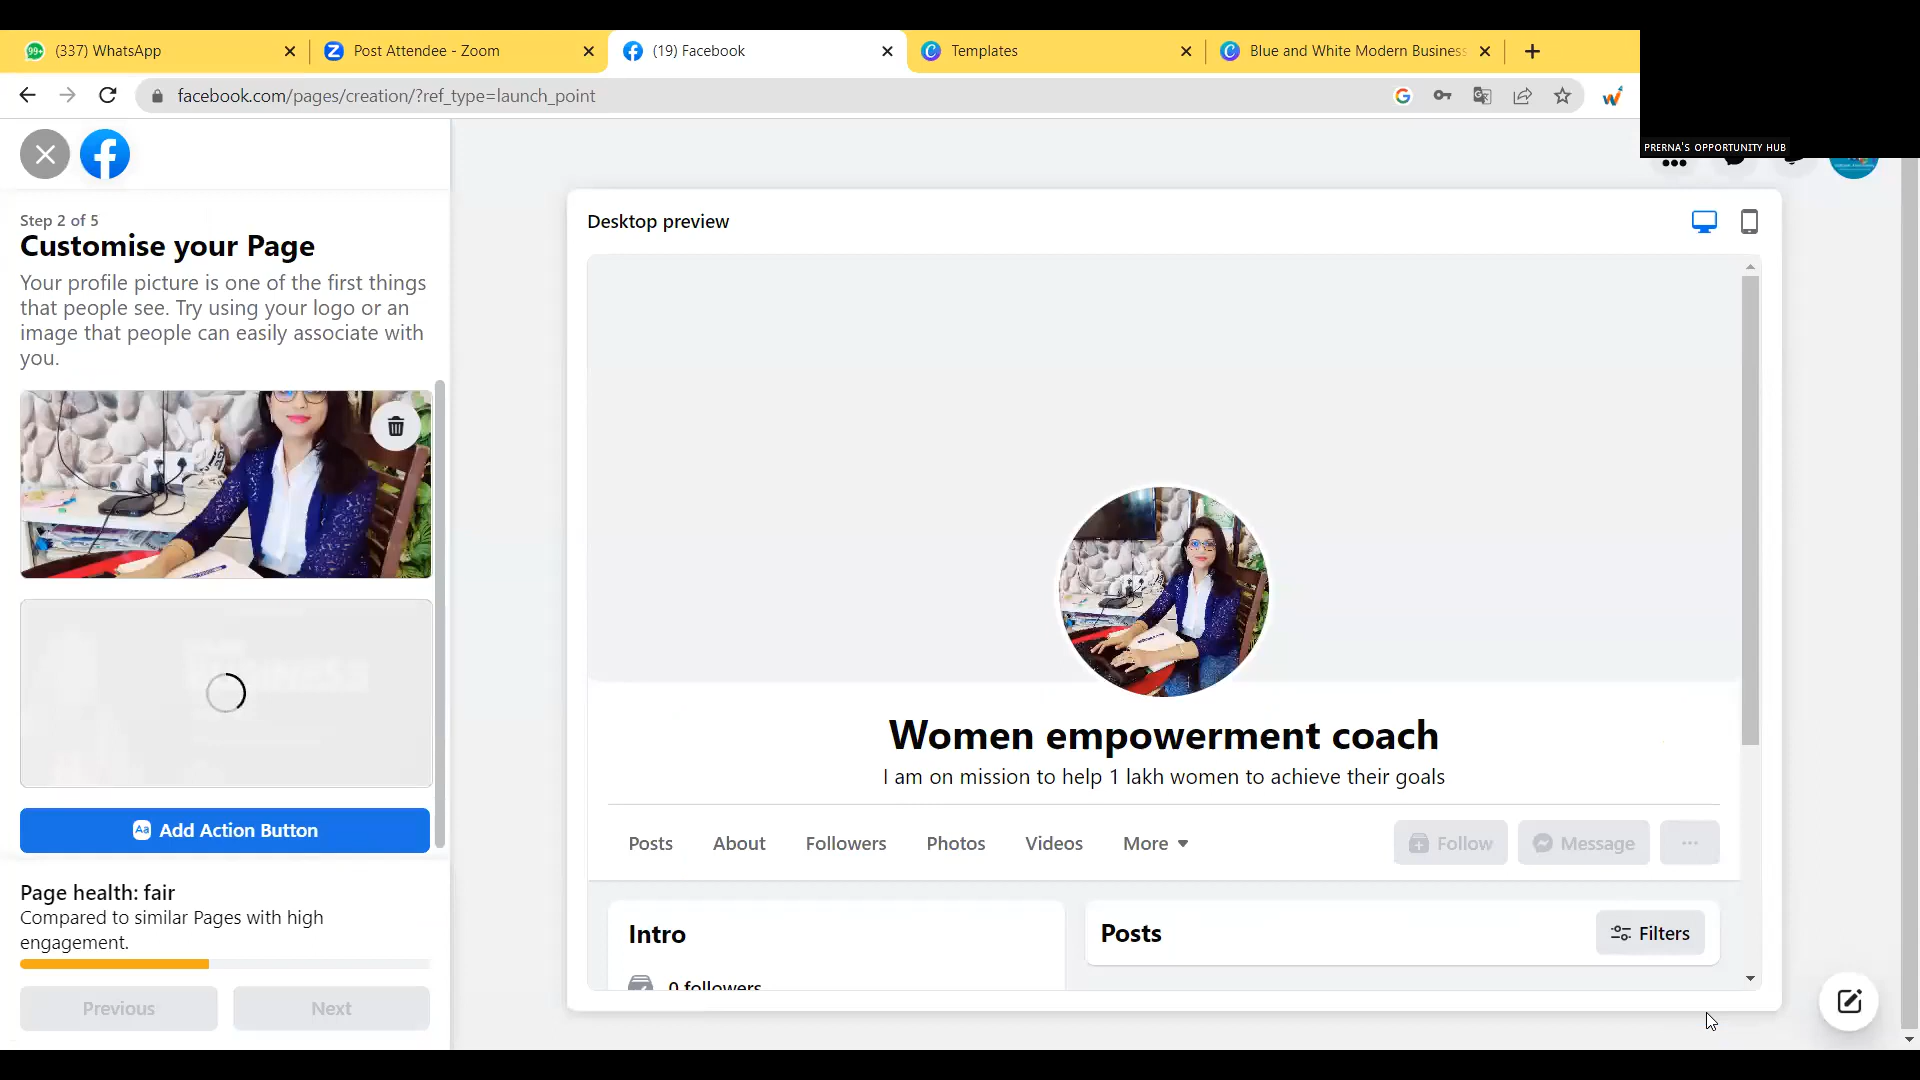 (337) WhatsApp
Post Attendee - Zoom
(19) Facebook
Templates
Blue and White Modern Business
facebook.com/pages/creation/?ref_type=launch_point
PRERNA'S OPPORTUNITY HUB
Step 2 of 5
Customise your Page
Your profile picture is one of the first things
that people see. Try using your logo or an
image that people can easily associate with
you.
Add Action Button
Page health: fair
Compared to similar Pages with high
engagement.
Previous
Next
Desktop preview
Women empowerment coach
I am on mission to help 1 lakh women to achieve their goals
Posts
About
Followers
Photos
Videos
More
Follow
Message
Intro
0 followers
Posts
Filters